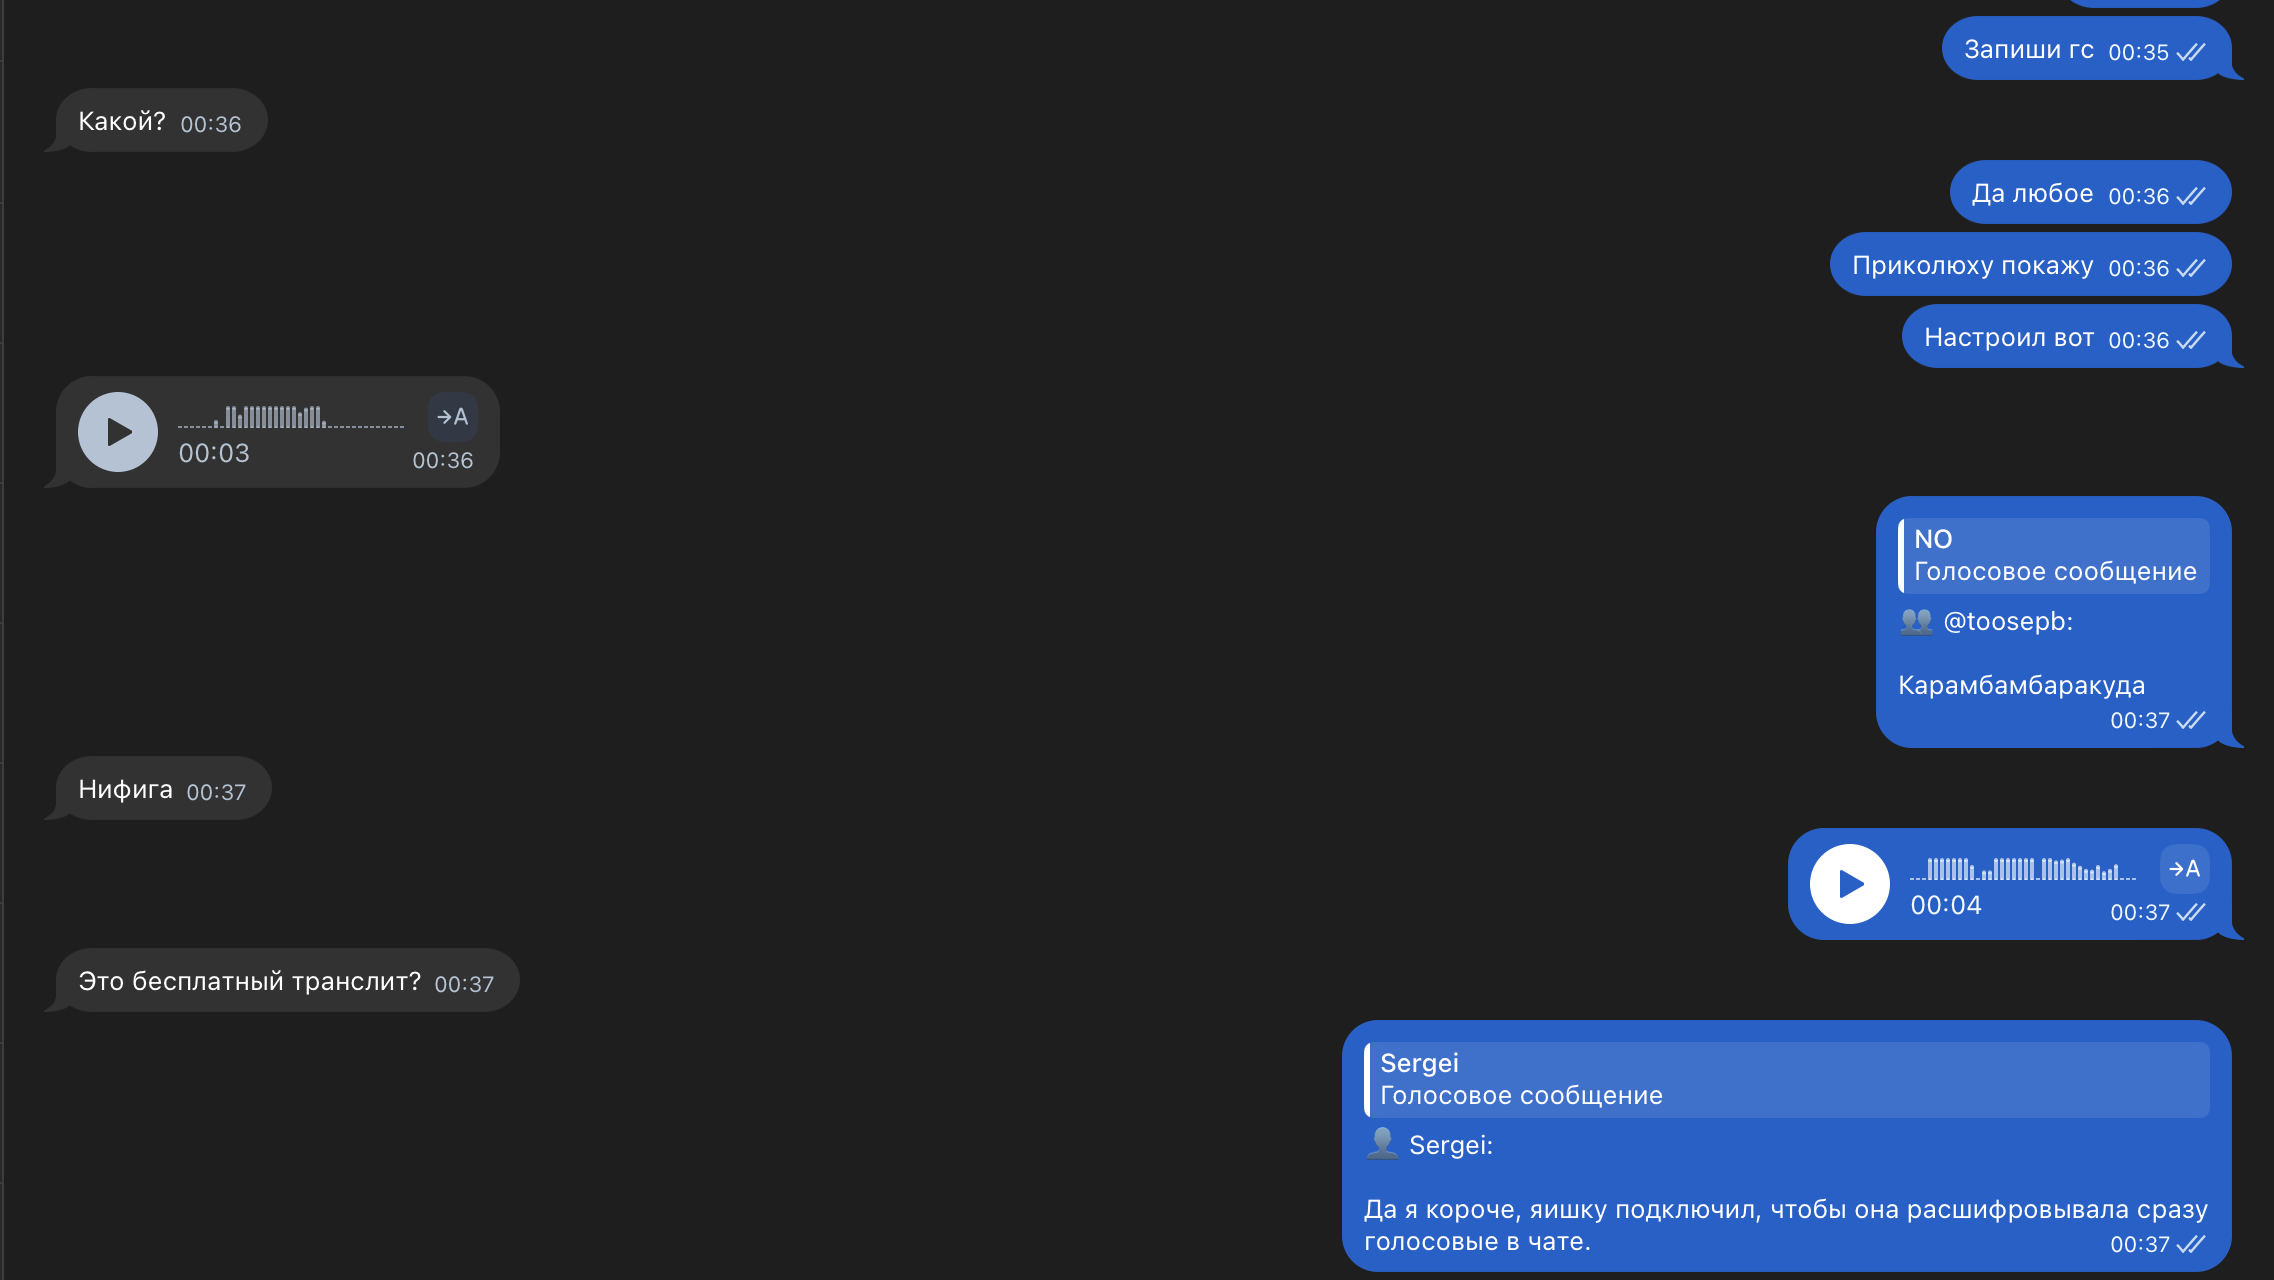 Запиши гс 00:35
Какой? 00:36
Да любое 00:36
Приколюху покажу 00:36
Настроил вот 00:36
→A
00:03 00:36
NO
Голосовое сообщение
@toosepb:
Карамбамбаракуда
00:37
Нифига 00:37
→A
00:04 00:37
Это бесплатный транслит? 00:37
Sergei
Голосовое сообщение
Sergei:
Да я короче, яишку подключил, чтобы она расшифровывала сразу
голосовые в чате. 00:37